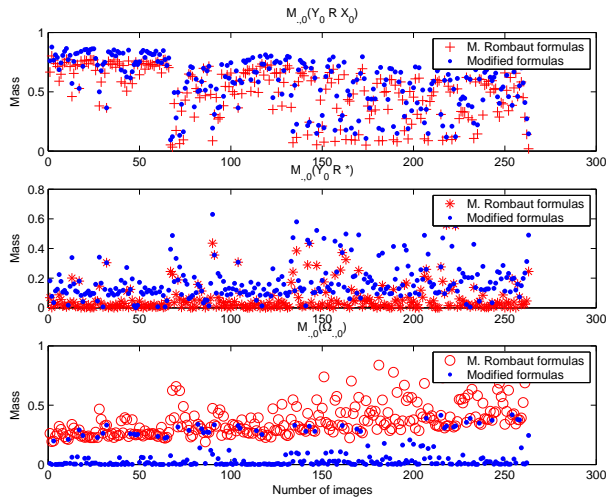 M.,0(Y0 R X0)
1
0.5
0
Mass
M. Rombaut formulas
Modified formulas
0 50 100 150 200 250 300
M.,0(Y0 R *)
0.8
0.6
0.4
0.2
0
Mass
M. Rombaut formulas
Modified formulas
0 50 100 150 200 250 300
M.,0(Ω.,0)
1
0.5
0
Mass
M. Rombaut formulas
Modified formulas
0 50 100 150 200 250 300
Number of images